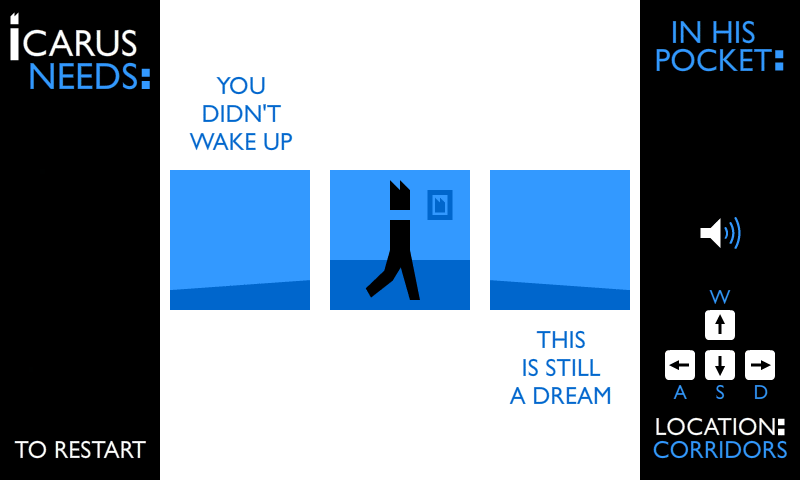 iCARUS
NEEDS:
TO RESTART
YOU
DIDN'T
WAKE UP
THIS
IS STILL
A DREAM
IN HIS
POCKET:
W
A S D
LOCATION:
CORRIDORS